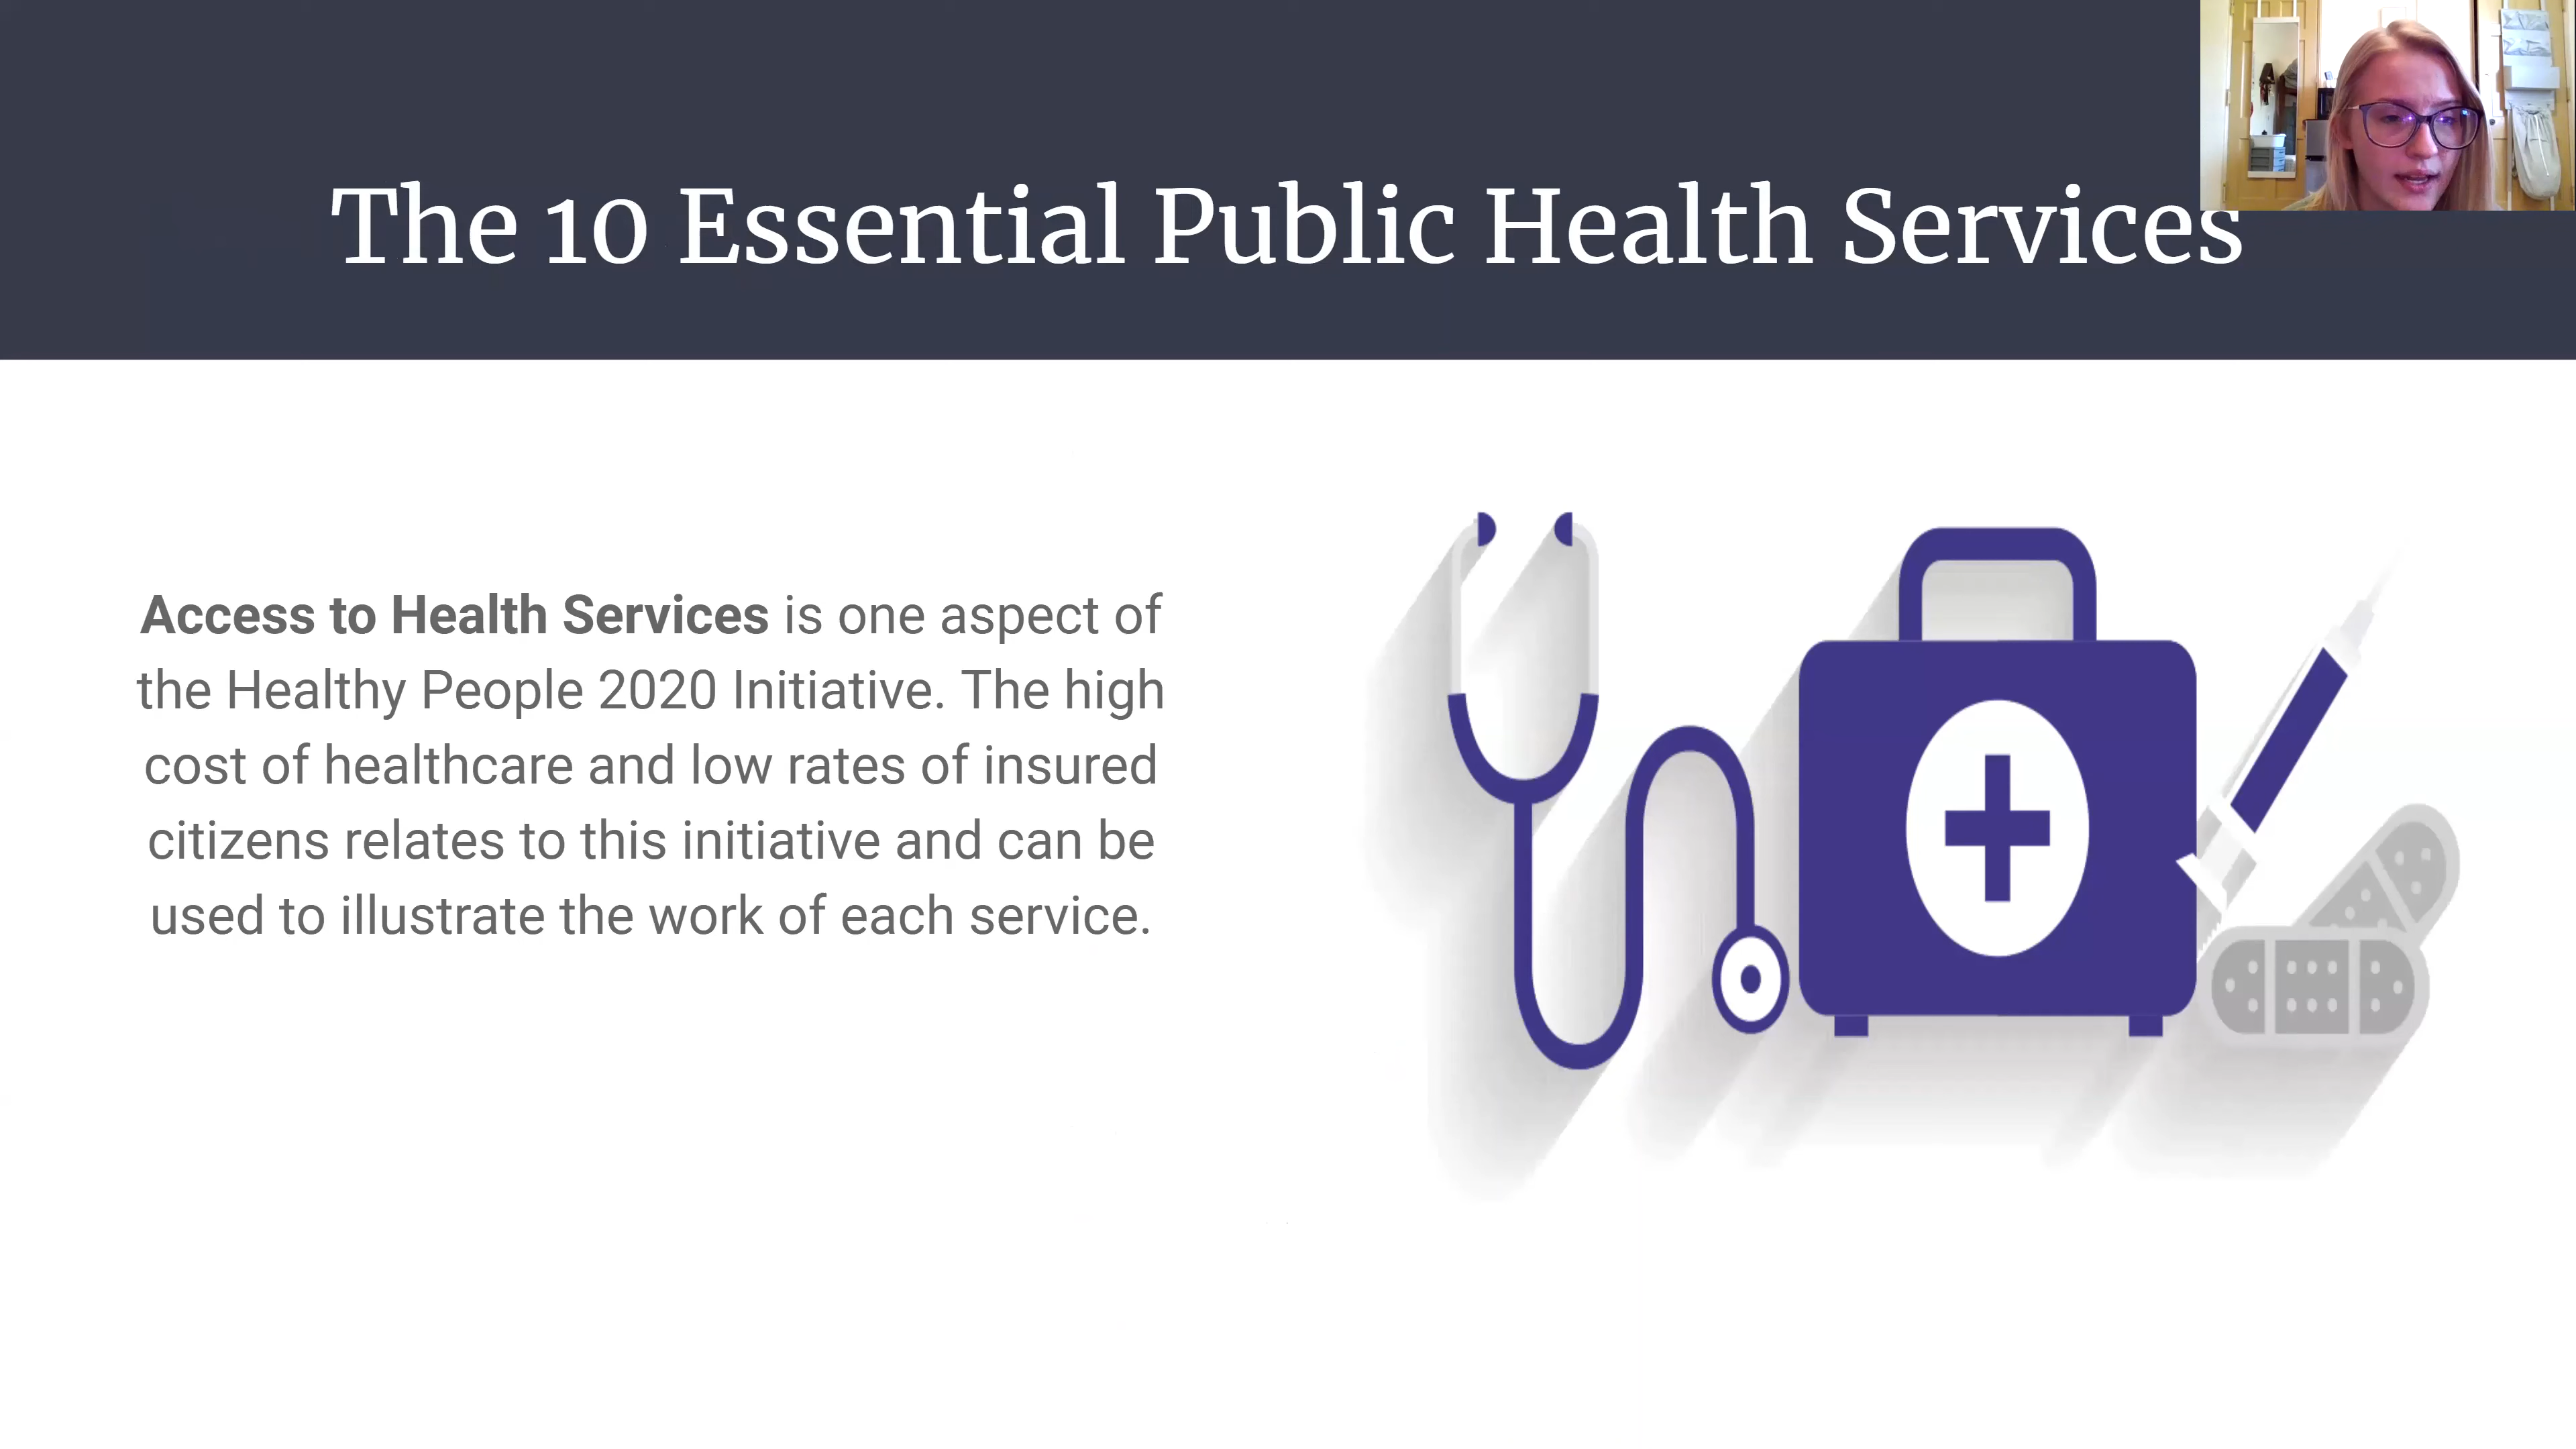 The 10 Essential Public Health Services
Access to Health Services is one aspect of
the Healthy People 2020 Initiative. The high
cost of healthcare and low rates of insured
citizens relates to this initiative and can be
used to illustrate the work of each service.